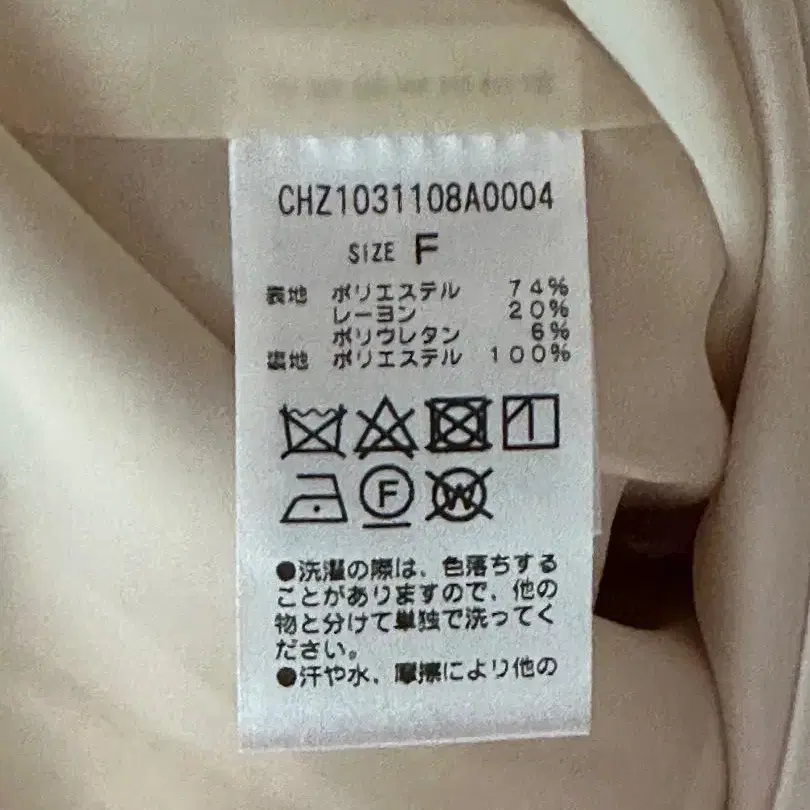 CHZ1031108A0004
SIZE F
表地 ポリエステル 74%
レーヨン 20%
ポリウレタン 6%
裏地 ポリエステル 100%
F W
●洗濯の際は、色落ちする
ことがありますので、他の
物と分けて単独で洗ってく
ださい。
●汗や水、摩擦により他の